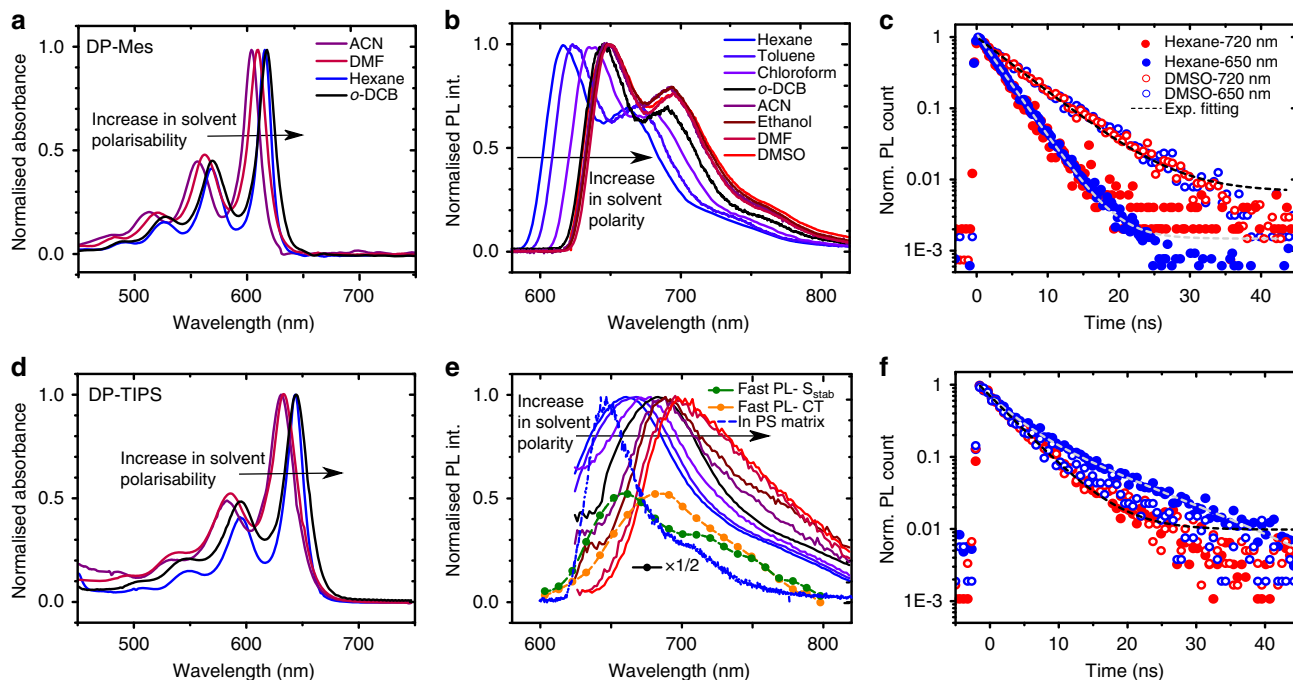 a
DP-Mes
ACN
DMF
Hexane
o-DCB
Increase in solvent
polarisability
Normalised absorbance
1.0
0.5
0.0
500
600
700
Wavelength (nm)
b
Hexane
Toluene
Chloroform
o-DCB
ACN
Ethanol
DMF
DMSO
Increase
in solvent
polarity
Normalised PL int.
1.0
0.5
0.0
600
700
800
Wavelength (nm)
c
Hexane-720 nm
Hexane-650 nm
DMSO-720 nm
DMSO-650 nm
Exp. fitting
Norm. PL count
1
0.1
0.01
1E-3
0
10
20
30
40
Time (ns)
d
DP-TIPS
Increase in solvent
polarisability
Normalised absorbance
1.0
0.5
0.0
500
600
700
Wavelength (nm)
e
Increase
in solvent
polarity
Fast PL- Sstab
Fast PL- CT
In PS matrix
×1/2
Normalised PL int.
1.0
0.5
0.0
600
700
800
Wavelength (nm)
f
Norm. PL count
1
0.1
0.01
1E-3
0
10
20
30
40
Time (ns)